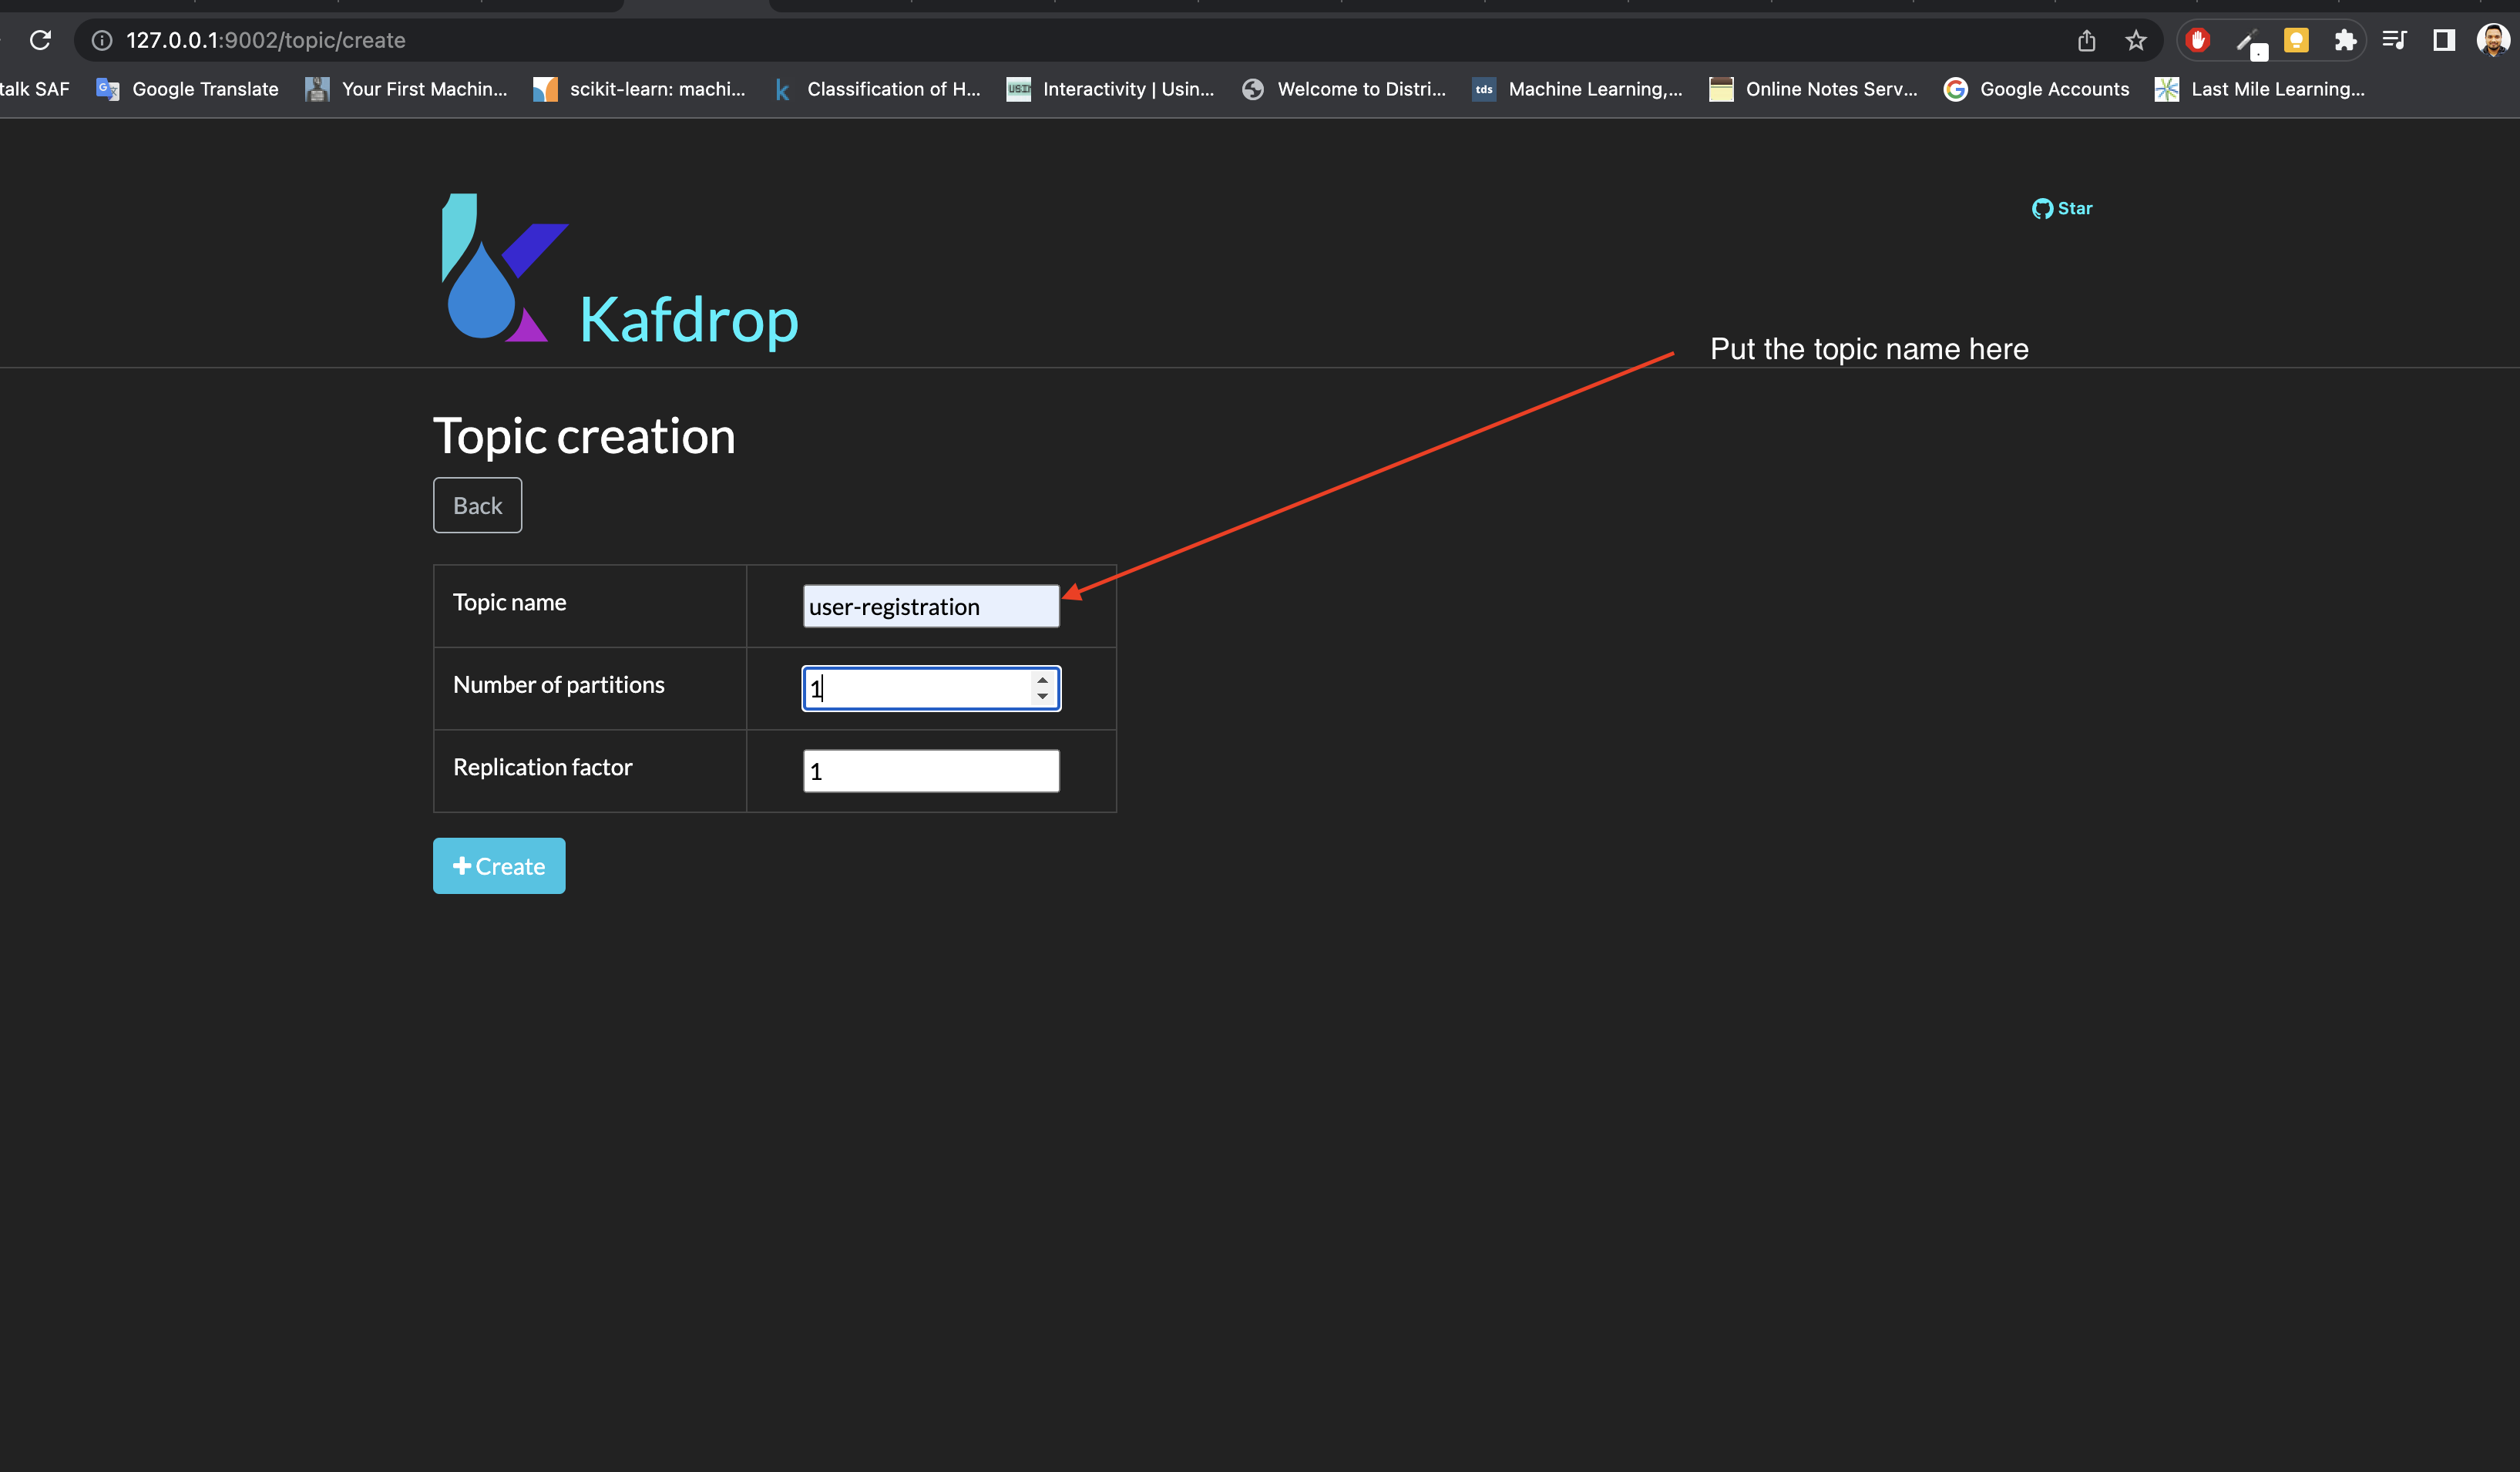 127.0.0.1:9002/topic/create
talk SAF Google Translate Your First Machin... scikit-learn: machi... k Classification of H... Interactivity | Usin... Welcome to Distri... tds Machine Learning,... Online Notes Serv... Google Accounts Last Mile Learning...
Star
Kafdrop
Put the topic name here
Topic creation
Back
Topic name user-registration
Number of partitions 1
Replication factor 1
Create